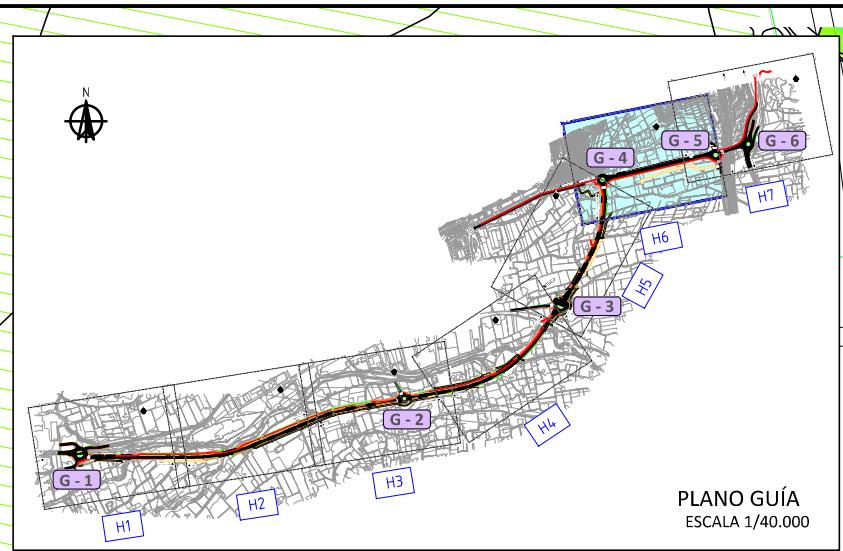 N
G - 5
G - 6
G - 4
H7
H6
H5
G - 3
G - 2
H4
G - 1
H3
H2
H1
PLANO GUÍA
ESCALA 1/40.000